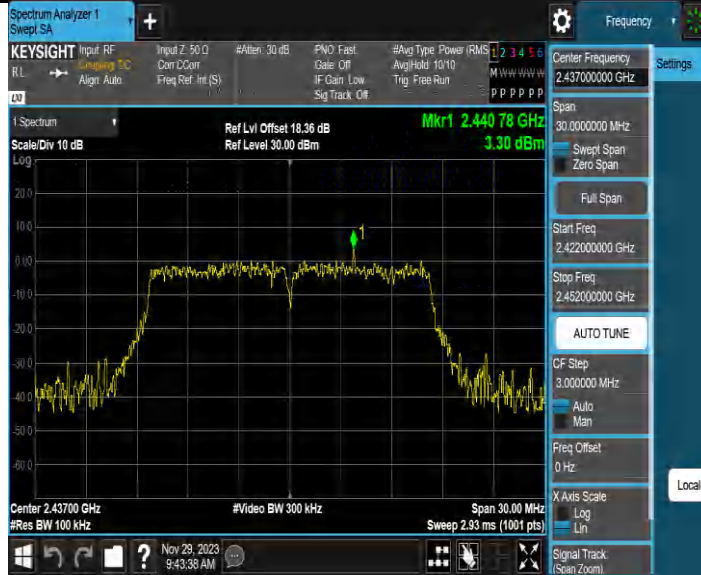 Spectrum Analyzer 1
Swept SA
+
Frequency
KEYSIGHT Input: RF Input Z: 50 Ω #Atten: 30 dB PNO: Fast #Avg Type: Power (RMS 1 2 3 4 5 6
RL Coupling: DC Corr CCorr Gate: Off Avg|Hold: 10/10 M W W W W W
Align: Auto Freq Ref: Int (S) IF Gain: Low Trig: Free Run
Sig Track: Off P P P P P P
LXI
Center Frequency
2.437000000 GHz
Settings
1 Spectrum
Scale/Div 10 dB
Log
Ref Lvl Offset 18.36 dB
Ref Level 30.00 dBm
Mkr1 2.440 78 GHz
3.30 dBm
20.0
10.0
0.00
-10.0
-20.0
-30.0
-40.0
-50.0
-60.0
1
Span
30.0000000 MHz
Swept Span
Zero Span
Full Span
Start Freq
2.422000000 GHz
Stop Freq
2.452000000 GHz
AUTO TUNE
CF Step
3.000000 MHz
Auto
Man
Freq Offset
0 Hz
X Axis Scale
Log
Lin
Local
Signal Track
(Span Zoom)
Center 2.43700 GHz #Video BW 300 kHz Span 30.00 MHz
#Res BW 100 kHz Sweep 2.93 ms (1001 pts)
? Nov 29, 2023
9:43:38 AM